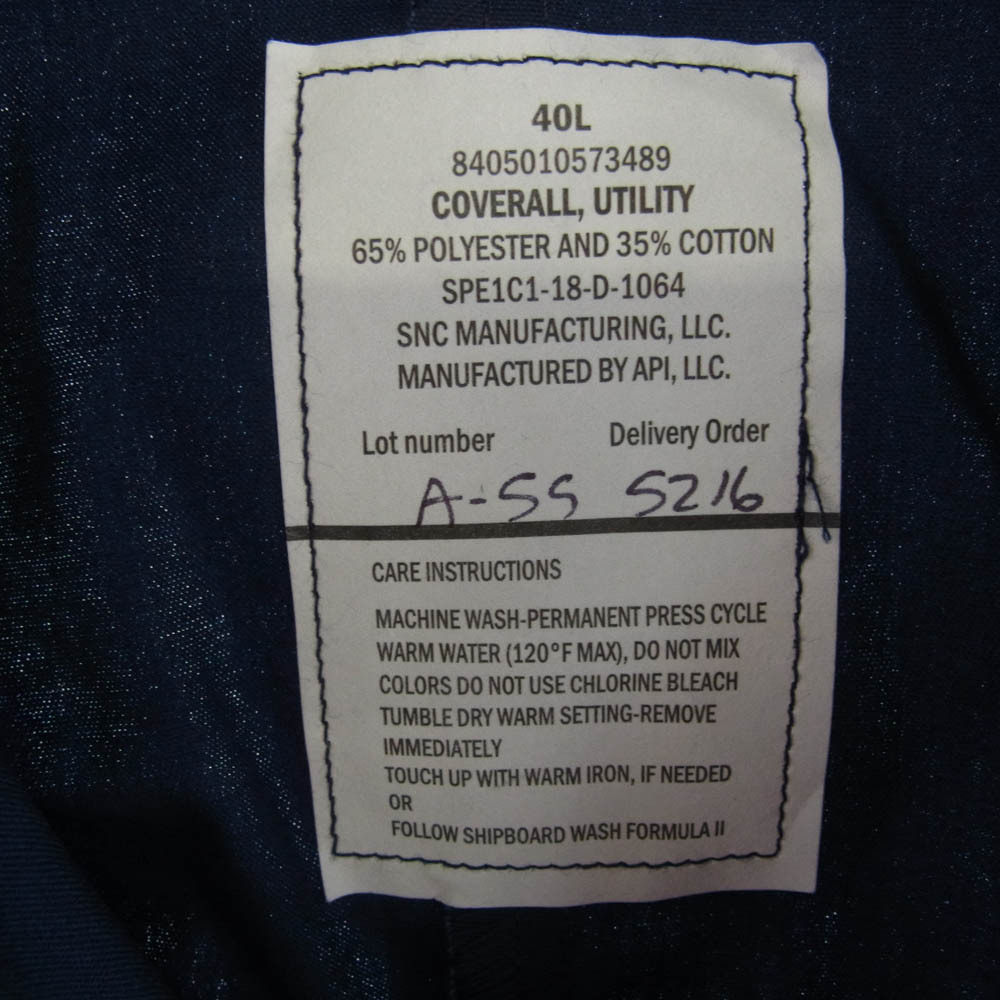 40L
8405010573489
COVERALL, UTILITY
65% POLYESTER AND 35% COTTON
SPE1C1-18-D-1064
SNC MANUFACTURING, LLC.
MANUFACTURED BY API, LLC.
Lot number Delivery Order
A-55 5216
CARE INSTRUCTIONS
MACHINE WASH-PERMANENT PRESS CYCLE
WARM WATER (120°F MAX), DO NOT MIX
COLORS DO NOT USE CHLORINE BLEACH
TUMBLE DRY WARM SETTING-REMOVE
IMMEDIATELY
TOUCH UP WITH WARM IRON, IF NEEDED
OR
FOLLOW SHIPBOARD WASH FORMULA II